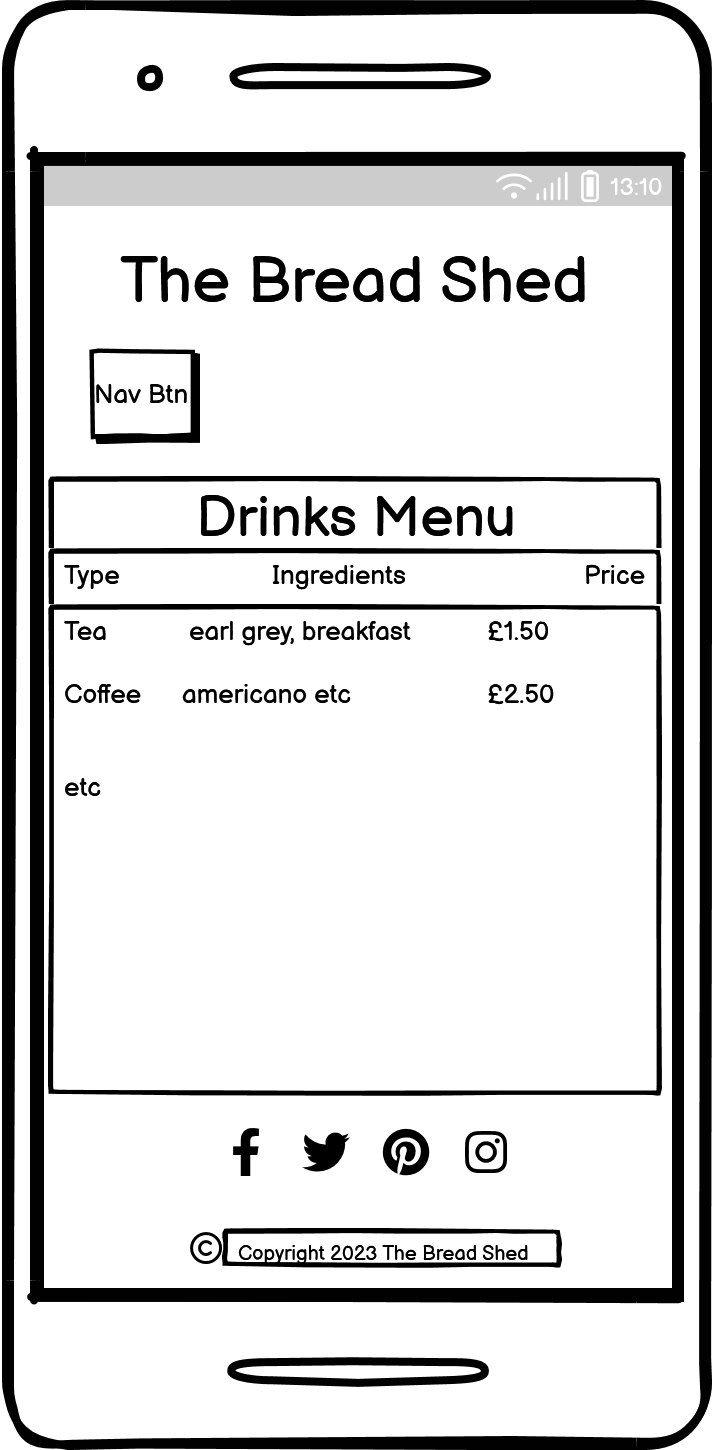 13:10
The Bread Shed
Nav Btn
Drinks Menu
Type Ingredients Price
Tea earl grey, breakfast £1.50
Coffee americano etc £2.50
etc
© Copyright 2023 The Bread Shed